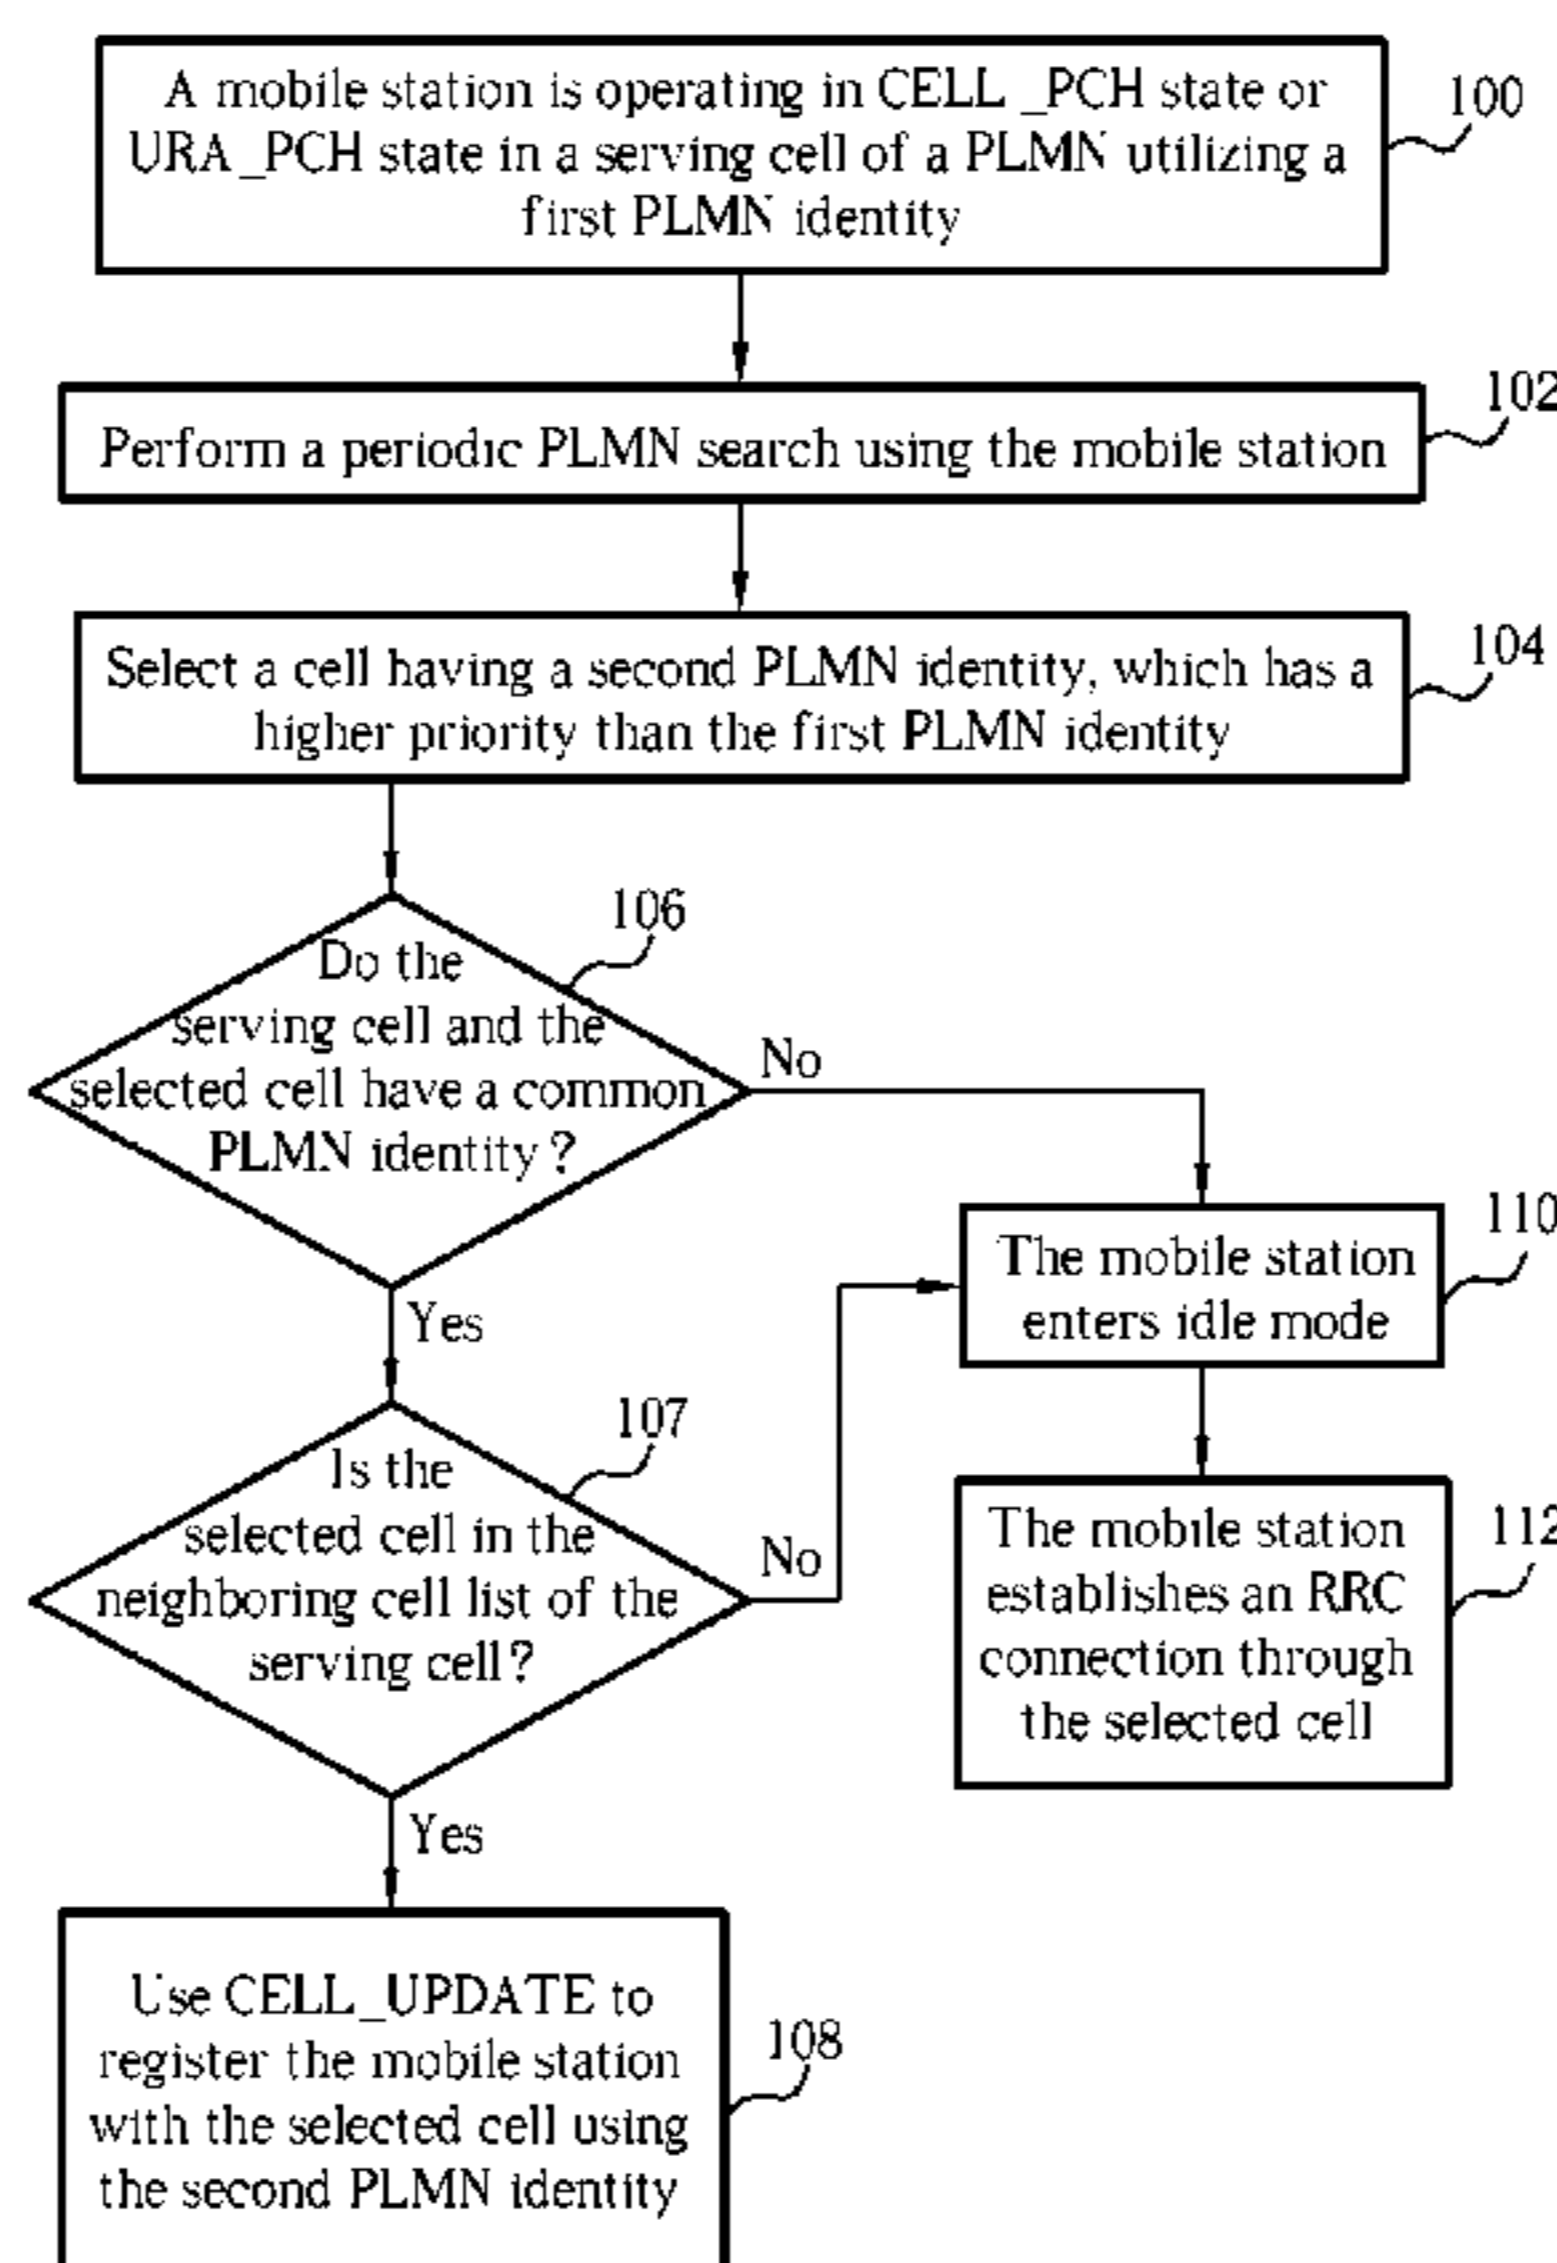 A mobile station is operating in CELL_PCH state or
URA_PCH state in a serving cell of a PLMN utilizing a
first PLMN identity
100
Perform a periodic PLMN search using the mobile station
102
Select a cell having a second PLMN identity, which has a
higher priority than the first PLMN identity
104
106
Do the
serving cell and the
selected cell have a common
PLMN identity?
No
Yes
The mobile station
enters idle mode
110
107
Is the
selected cell in the
neighboring cell list of the
serving cell?
No
Yes
The mobile station
establishes an RRC
connection through
the selected cell
112
Use CELL_UPDATE to
register the mobile station
with the selected cell using
the second PLMN identity
108